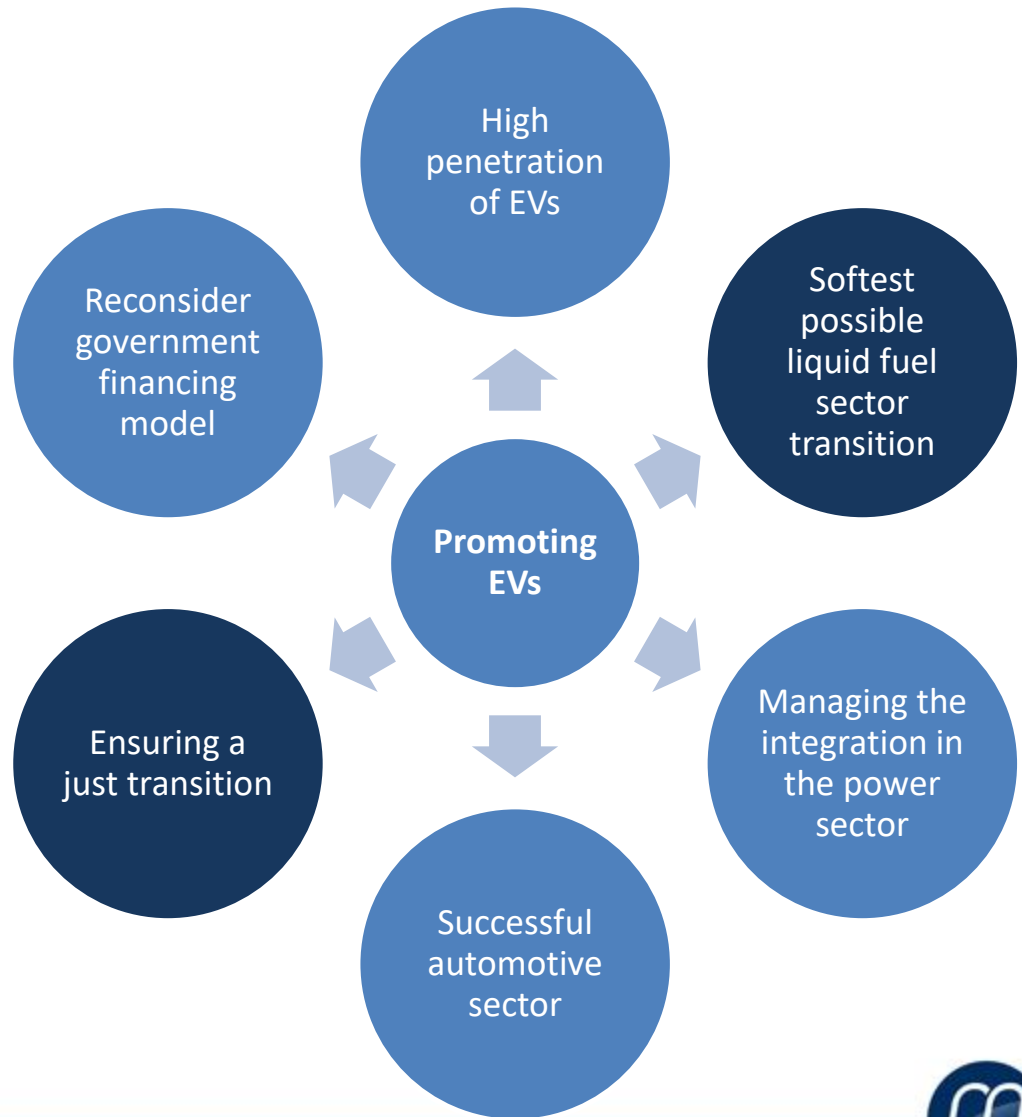 High
penetration
of EVs
Softest
possible
liquid fuel
sector
transition
Reconsider
government
financing
model
Promoting
EVs
Managing the
integration in
the power
sector
Ensuring a
just transition
Successful
automotive
sector